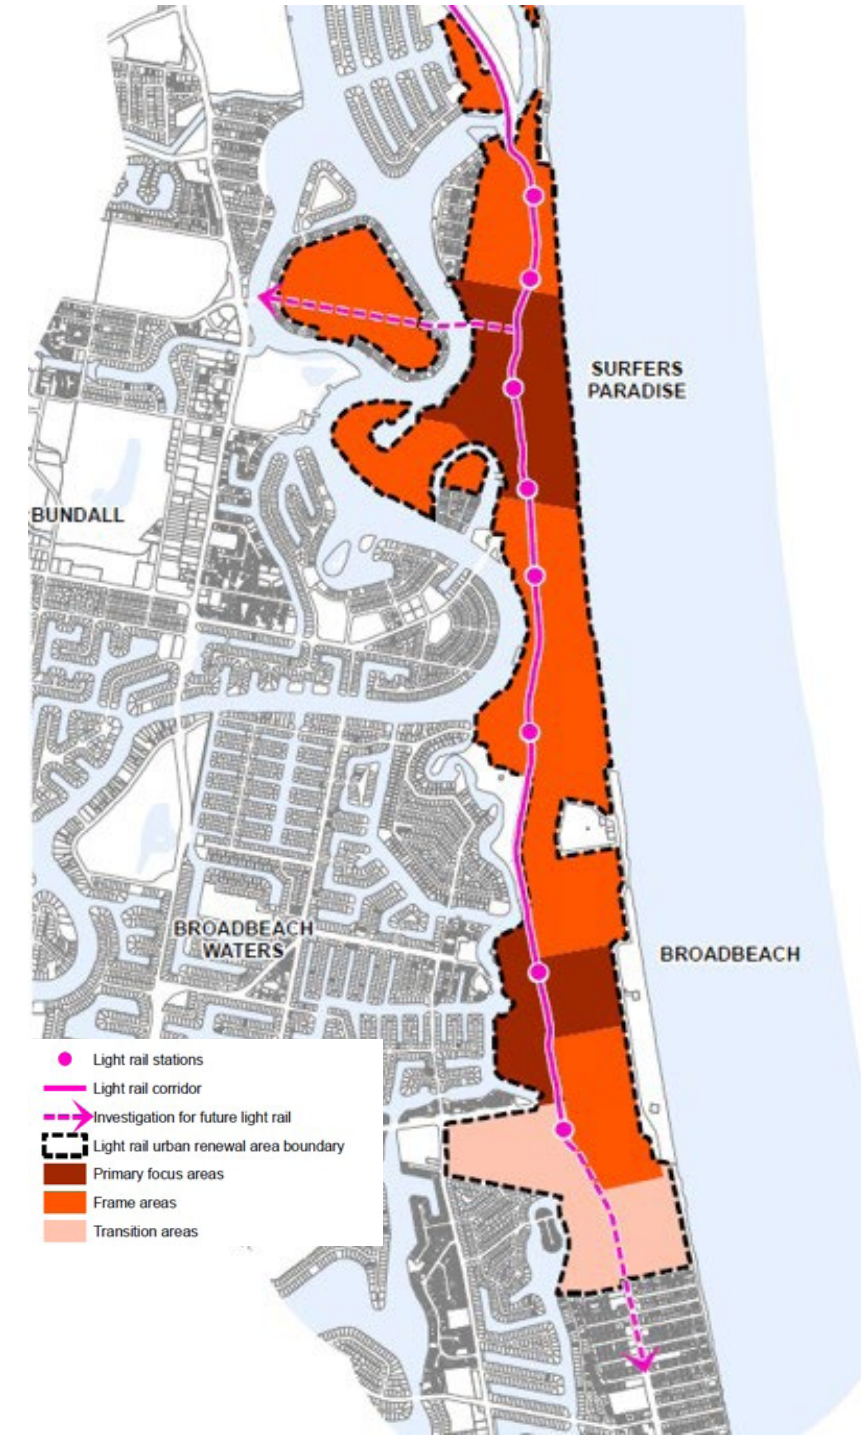 SURFERS
PARADISE
BUNDALL
BROADBEACH
WATERS
BROADBEACH
Light rail stations
Light rail corridor
Investigation for future light rail
Light rail urban renewal area boundary
Primary focus areas
Frame areas
Transition areas